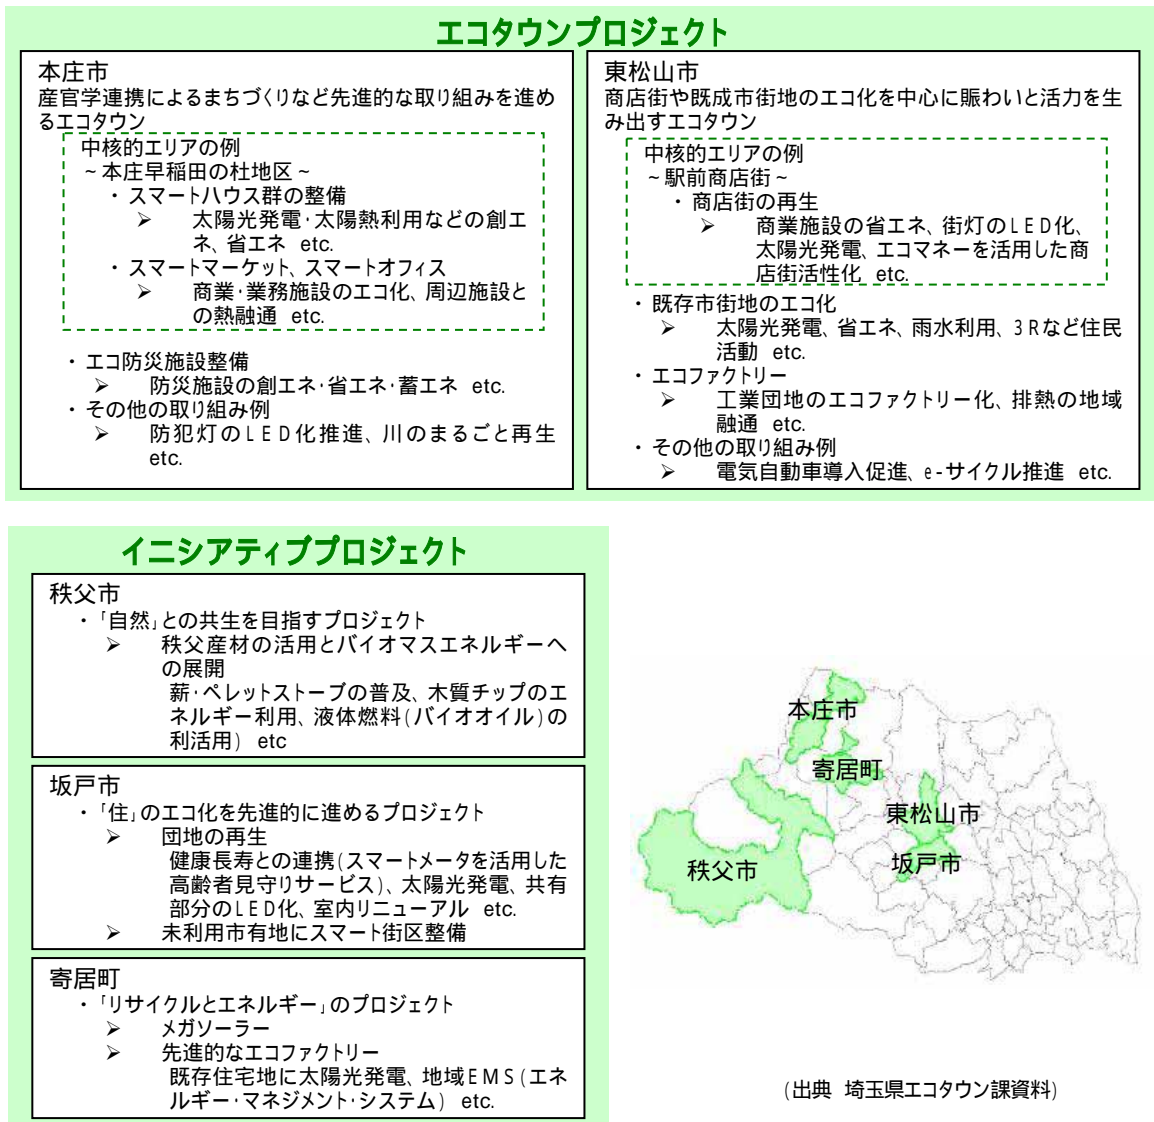 エコタウンプロジェクト
本庄市
産官学連携によるまちづくりなど先進的な取り組みを進め
るエコタウン
中核的エリアの例
~本庄早稲田の杜地区~
・スマートハウス群の整備
➢ 太陽光発電・太陽熱利用などの創エ
ネ、省エネ etc.
・スマートマーケット、スマートオフィス
➢ 商業・業務施設のエコ化、周辺施設と
の熱融通 etc.
・エコ防災施設整備
➢ 防災施設の創エネ・省エネ・蓄エネ etc.
・その他の取り組み例
➢ 防犯灯のLED化推進、川のまるごと再生
etc.
東松山市
商店街や既成市街地のエコ化を中心に賑わいと活力を生
み出すエコタウン
中核的エリアの例
~駅前商店街~
・商店街の再生
➢ 商業施設の省エネ、街灯のLED化、
太陽光発電、エコマネーを活用した商
店街活性化 etc.
・既存市街地のエコ化
➢ 太陽光発電、省エネ、雨水利用、3Rなど住民
活動 etc.
・エコファクトリー
➢ 工業団地のエコファクトリー化、排熱の地域
融通 etc.
・その他の取り組み例
➢ 電気自動車導入促進、e-サイクル推進 etc.
イニシアティブプロジェクト
秩父市
・「自然」との共生を目指すプロジェクト
➢ 秩父産材の活用とバイオマスエネルギーへ
の展開
薪・ペレットストーブの普及、木質チップのエ
ネルギー利用、液体燃料(バイオオイル)の
利活用) etc
坂戸市
・「住」のエコ化を先進的に進めるプロジェクト
➢ 団地の再生
健康長寿との連携(スマートメータを活用した
高齢者見守りサービス)、太陽光発電、共有
部分のLED化、室内リニューアル etc.
➢ 未利用市有地にスマート街区整備
寄居町
・「リサイクルとエネルギー」のプロジェクト
➢ メガソーラー
➢ 先進的なエコファクトリー
既存住宅地に太陽光発電、地域EMS(エネ
ルギー・マネジメント・システム) etc.
本庄市
寄居町
東松山市
坂戸市
秩父市
(出典 埼玉県エコタウン課資料)